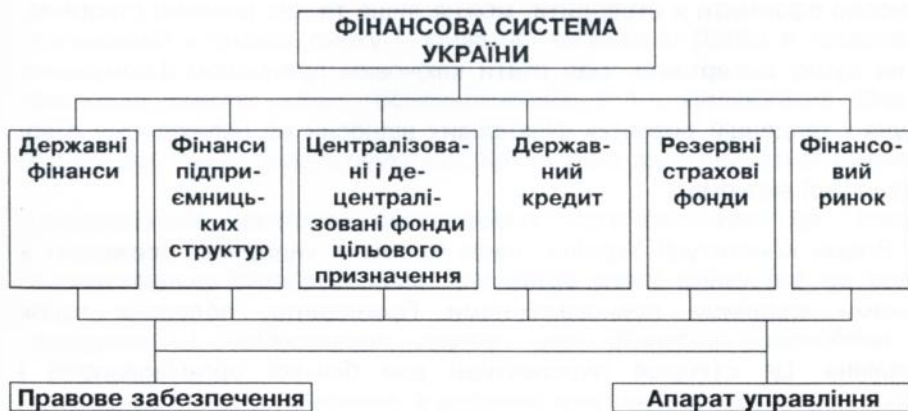 ФІНАНСОВА СИСТЕМА
УКРАЇНИ
Державні
фінанси
Фінанси
підпри-
ємниць-
ких
структур
Централізова-
ні і де-
централі-
зовані фонди
цільового
призначення
Держав-
ний
кредит
Резервні
страхові
фонди
Фінансо-
вий
ринок
Правове забезпечення
Апарат управління